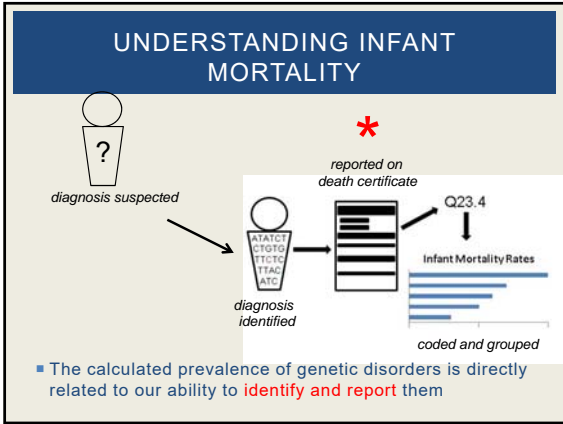 UNDERSTANDING INFANT
MORTALITY
?
diagnosis suspected
*
reported on
death certificate
Q23.4
ATATCT
CTGTG
TTCTC
TTAC
ATC
diagnosis
identified
Infant Mortality Rates
coded and grouped
The calculated prevalence of genetic disorders is directly
related to our ability to identify and report them